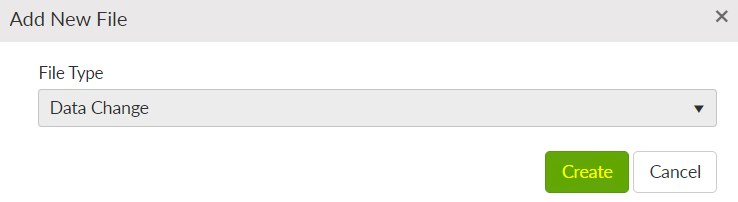 Add New File
File Type
Data Change
Create Cancel